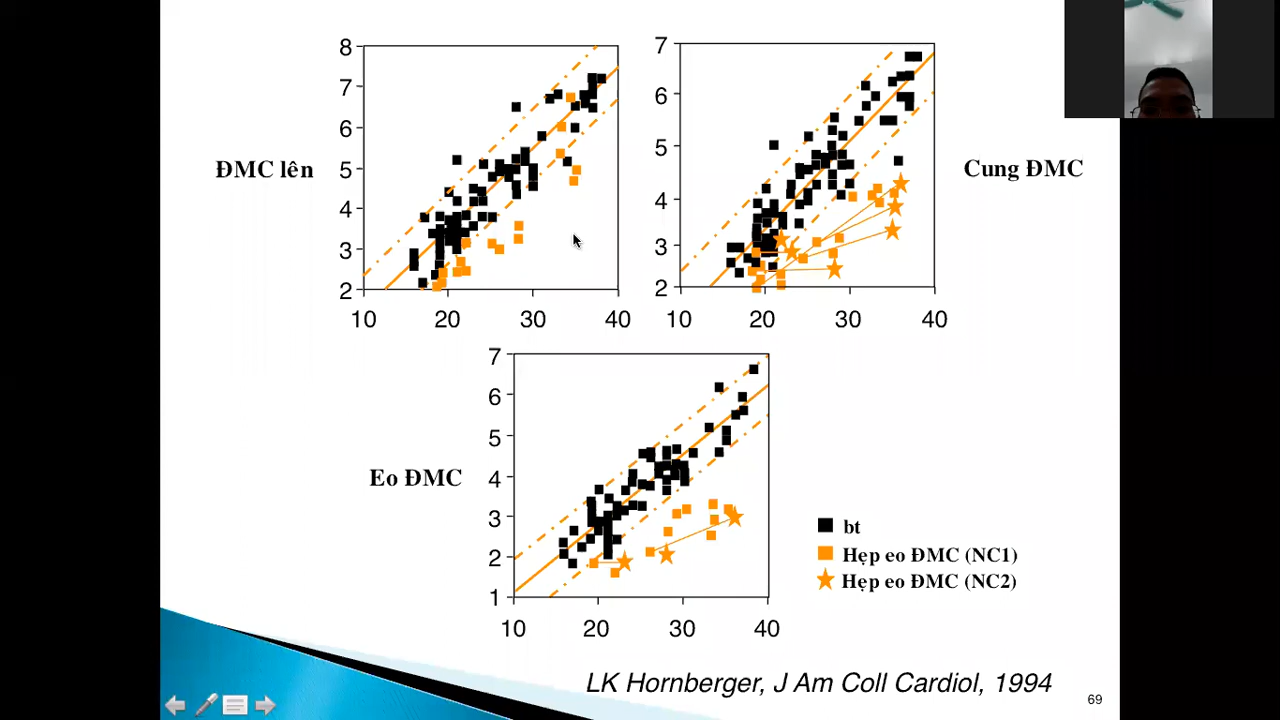 8
7
6
5
4
3
2
10 20 30 40
ĐMC lên
7
6
5
4
3
2
10 20 30 40
Cung ĐMC
7
6
5
4
3
2
1
10 20 30 40
Eo ĐMC
bt
Hẹp eo ĐMC (NC1)
Hẹp eo ĐMC (NC2)
LK Hornberger, J Am Coll Cardiol, 1994
69